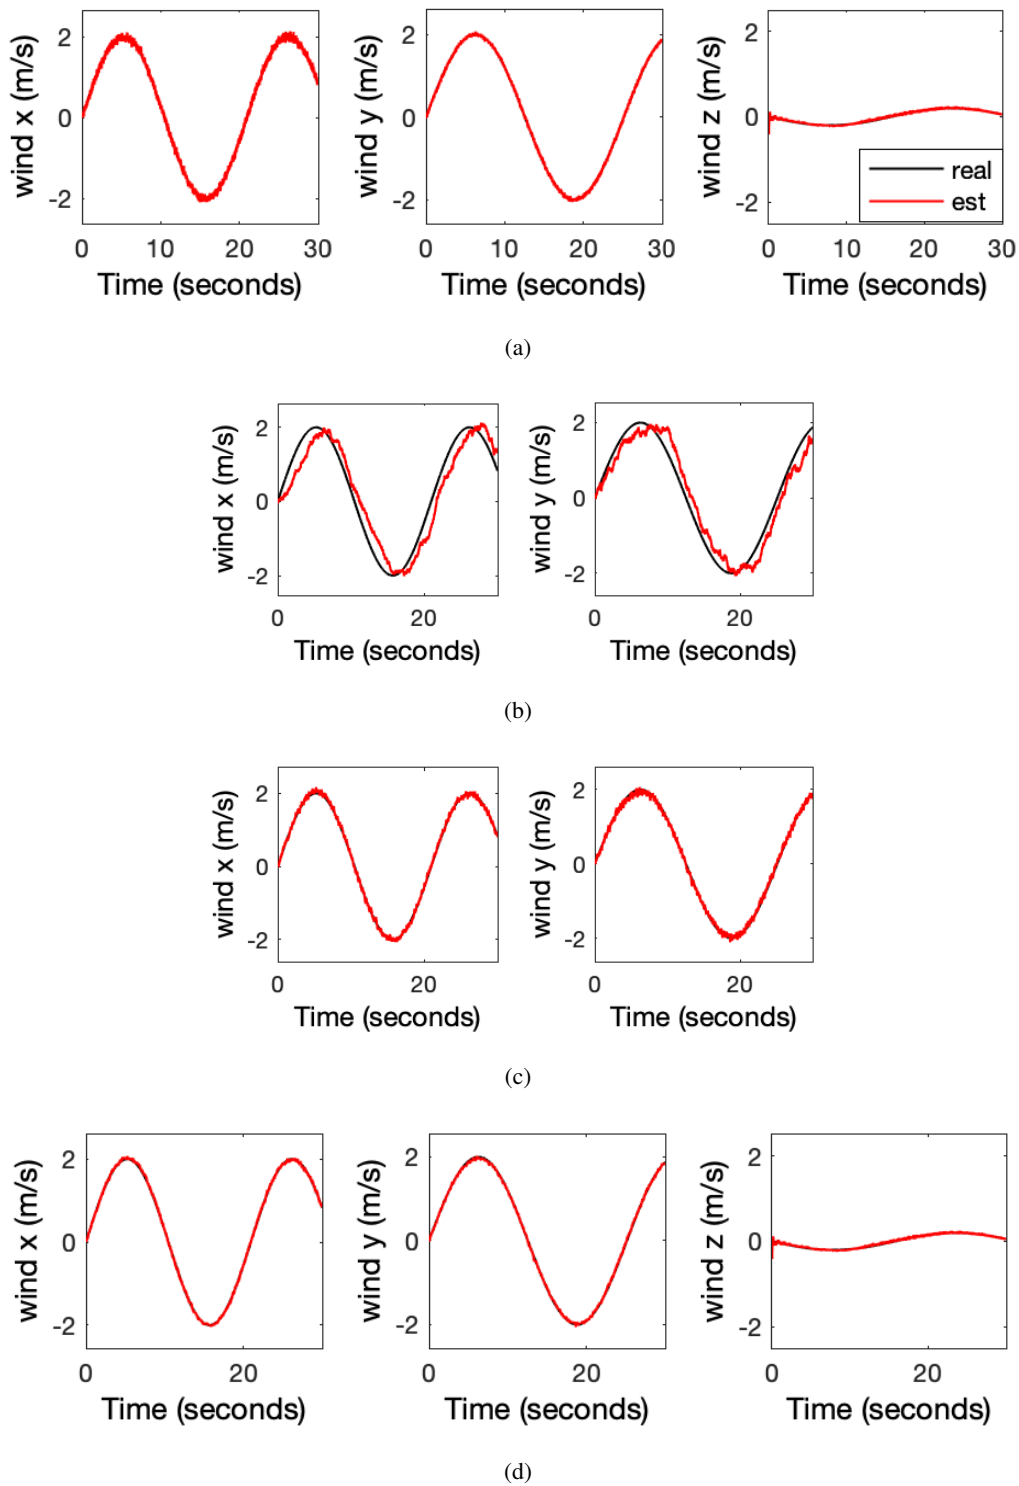 wind x (m/s)
2
0
-2
0 10 20 30
Time (seconds)
wind y (m/s)
2
0
-2
0 10 20 30
Time (seconds)
wind z (m/s)
2
0
-2
real
est
0 10 20 30
Time (seconds)
(a)
wind x (m/s)
2
0
-2
0 20
Time (seconds)
wind y (m/s)
2
0
-2
0 20
Time (seconds)
(b)
wind x (m/s)
2
0
-2
0 20
Time (seconds)
wind y (m/s)
2
0
-2
0 20
Time (seconds)
(c)
wind x (m/s)
2
0
-2
0 20
Time (seconds)
wind y (m/s)
2
0
-2
0 20
Time (seconds)
wind z (m/s)
2
0
-2
0 20
Time (seconds)
(d)